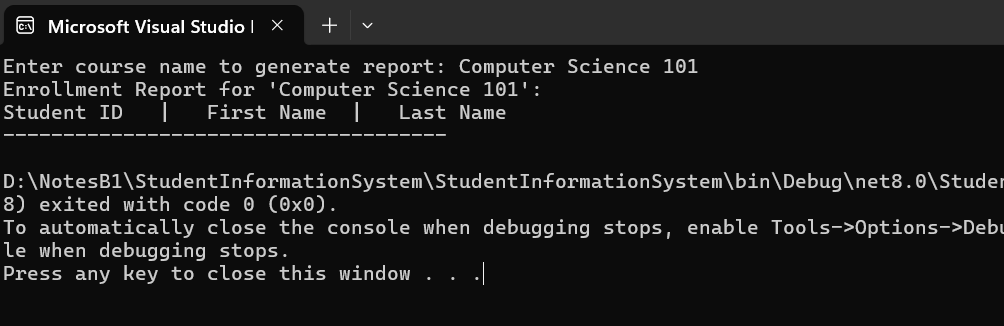 Microsoft Visual Studio
Enter course name to generate report: Computer Science 101
Enrollment Report for 'Computer Science 101':
Student ID   |   First Name  |   Last Name
-------------------------------------
D:\NotesB1\StudentInformationSystem\StudentInformationSystem\bin\Debug\net8.0\Studen
8) exited with code 0 (0x0).
To automatically close the console when debugging stops, enable Tools->Options->Debu
le when debugging stops.
Press any key to close this window . . .